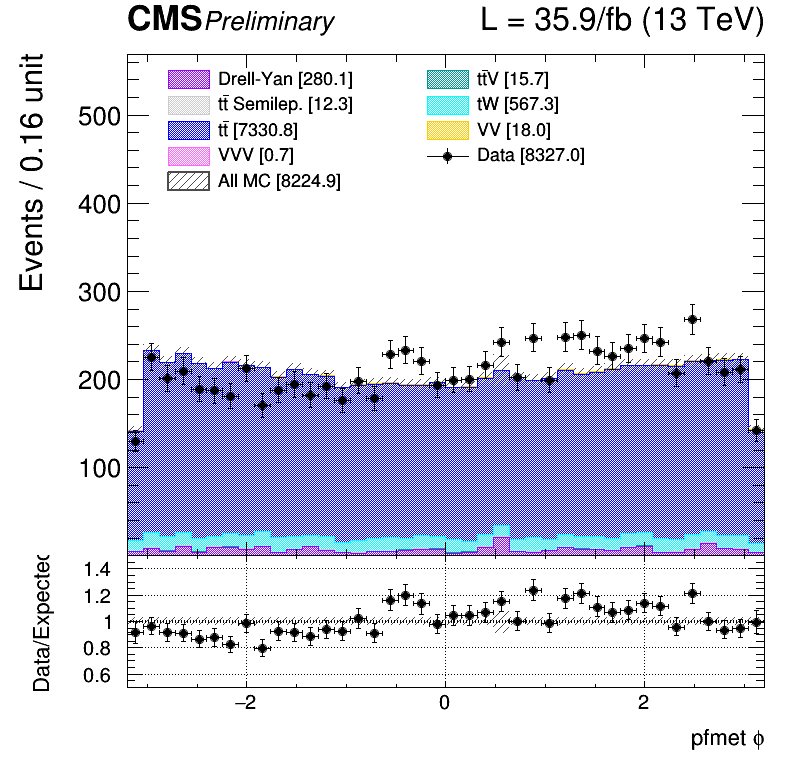 CMS Preliminary L = 35.9/fb (13 TeV)
Events / 0.16 unit
500
400
300
200
100
Drell-Yan [280.1]
tt̄ Semilep. [12.3]
tt̄ [7330.8]
VVV [0.7]
All MC [8224.9]
tt̄V [15.7]
tW [567.3]
VV [18.0]
Data [8327.0]
Data/Expected
1.4
1.2
1
0.8
0.6
−2 0 2
pfmet ϕ